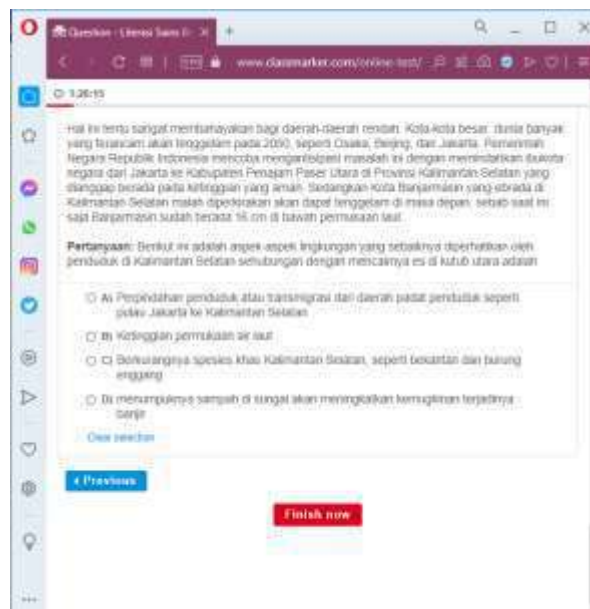 Question - Literasi Sains
www.classmarker.com/online-test/
1:26:15
Hal ini tentu sangat membahayakan bagi daerah-daerah rendah. Kota-kota besar dunia banyak
yang terancam akan tenggelam pada 2050, seperti Osaka, Beijing, dan Jakarta. Pemerintah
Negara Republik Indonesia mencoba mengantisipasi masalah ini dengan memindahkan ibukota
negara dari Jakarta ke Kabupaten Penajam Paser Utara di Provinsi Kalimantan Selatan yang
dianggap berada pada ketinggian yang aman. Sedangkan Kota Banjarmasin yang
Kalimantan Selatan malah diperkirakan akan dapat tenggelam di masa depan, sebab saat ini
saja Banjarmasin sudah berada 16 cm di bawah permukaan laut.
Pertanyaan: Berikut ini adalah aspek-aspek lingkungan yang sebaiknya diperhatikan oleh
penduduk di Kalimantan Selatan sehubungan dengan mencairnya es di kutub utara adalah
A) Perpindahan penduduk atau transmigrasi dari daerah padat penduduk seperti
pulau Jakarta ke Kalimantan Selatan
B) Ketinggian permukaan air laut
C) Berkurangnya spesies khas Kalimantan Selatan, seperti bekantan dan burung
enggang
D) menumpuknya sampah di sungai akan meningkatkan terjadinya
banjir
Clear selection
Previous
Finish now